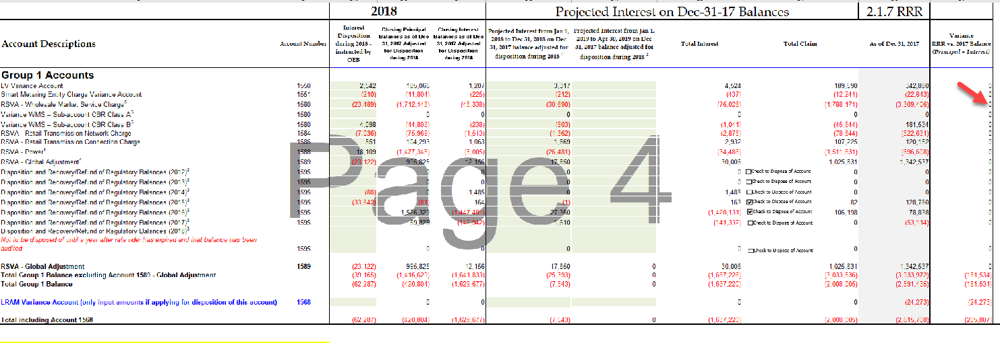 2018 Projected Interest on Dec-31-17 Balances 2.1.7 RRR
Account Descriptions Account Number Interest Disposition during 2018 - instructed by OEB Closing Principal Balances as of Dec 31, 2017 Adjusted for Disposition during 2018 Closing Interest Balances as of Dec 31, 2017 Adjusted for Disposition during 2018 Projected Interest from Jan 1, 2018 to Dec 31, 2018 on Dec 31, 2017 balance adjusted for disposition during 2018 Projected Interest from Jan 1, 2019 to Apr 30, 2019 on Dec 31, 2017 balance adjusted for disposition during 2018 2 Total Interest Total Claim As of Dec 31, 2017 Variance RRR vs. 2017 Balance (Principal + Interest)
Group 1 Accounts
LV Variance Account 1550 2,542 185,066 1,207 3,317 4,524 189,590 342,880 0
Smart Metering Entity Charge Variance Account 1551 (210) (11,804) (225) (212) (437) (12,241) (22,843) 0
RSVA - Wholesale Market Service Charge5 1580 (23,489) (1,712,143) (45,338) (30,690) (76,028) (1,788,171) (3,309,406) 0
Variance WMS – Sub-account CBR Class A5 1580 0 0 0 0 0 0 0
Variance WMS – Sub-account CBR Class B5 1580 4,098 (44,803) (238) (803) (1,041) (45,844) 181,534 0
RSVA - Retail Transmission Network Charge 1584 (7,036) (75,969) (1,513) (1,362) (2,875) (78,844) (522,631) 0
RSVA - Retail Transmission Connection Charge 1586 551 104,293 1,063 1,869 2,932 107,225 120,152 0
RSVA - Power4 1588 18,109 (1,477,345) (8,005) (26,481) (34,486) (1,511,831) (696,608) 0
RSVA - Global Adjustment4 1589 (23,122) 995,825 12,156 17,850 30,006 1,025,831 1,342,537 0
Disposition and Recovery/Refund of Regulatory Balances (2012)3 1595 0 0 0 0 Check to Dispose of Account 0 0 0
Disposition and Recovery/Refund of Regulatory Balances (2013)3 1595 0 0 0 0 Check to Dispose of Account 0 0 0
Disposition and Recovery/Refund of Regulatory Balances (2014)3 1595 (88) 0 1,485 0 1,485 Check to Dispose of Account 0 0 0
Disposition and Recovery/Refund of Regulatory Balances (2015)3 1595 (33,642) (81) 164 (1) 163 Check to Dispose of Account 82 128,760 0
Disposition and Recovery/Refund of Regulatory Balances (2016)3 1595 1,526,329 (1,447,491) 27,360 (1,420,131) Check to Dispose of Account 106,198 78,838 0
Disposition and Recovery/Refund of Regulatory Balances (2017)3 1595 89,828 (142,942) 1,610 (141,332) Check to Dispose of Account 0 (53,114) 0
Disposition and Recovery/Refund of Regulatory Balances (2018)3
Not to be disposed of until a year after rate rider has expired and that balance has been
audited 1595 0 0 0 0 Check to Dispose of Account 0 0 0
RSVA - Global Adjustment 1589 (23,122) 995,825 12,156 17,850 0 30,006 1,025,831 1,342,537 0
Total Group 1 Balance excluding Account 1589 - Global Adjustment (39,165) (1,416,629) (1,641,833) (25,393) 0 (1,667,226) (3,033,836) (3,933,972) (181,534)
Total Group 1 Balance (62,287) (420,804) (1,629,677) (7,543) 0 (1,637,220) (2,008,005) (2,591,435) (181,534)
LRAM Variance Account (only input amounts if applying for disposition of this account) 1568 0 0 0 0 (24,273) (24,273)
Total including Account 1568 (62,287) (420,804) (1,629,677) (7,543) 0 (1,637,220) (2,008,005) (2,615,708) (205,807)
Page 4